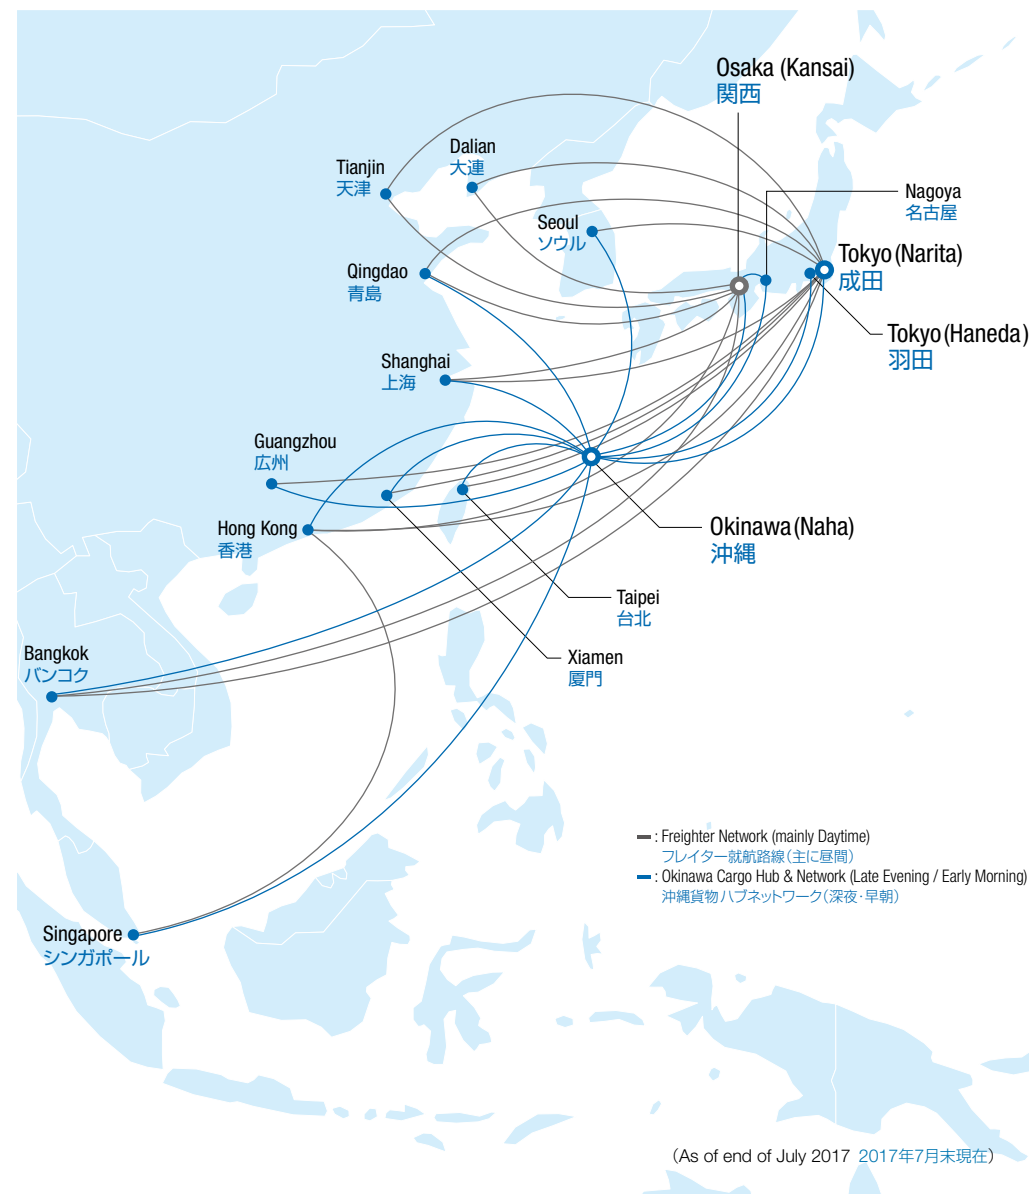 Osaka (Kansai)
関西
Dalian
大連
Tianjin
天津
Nagoya
名古屋
Seoul
ソウル
Tokyo (Narita)
成田
Qingdao
青島
Tokyo (Haneda)
羽田
Shanghai
上海
Guangzhou
広州
Hong Kong
香港
Okinawa (Naha)
沖縄
Taipei
台北
Xiamen
厦門
Bangkok
バンコク
: Freighter Network (mainly Daytime)
フレイター就航路線(主に昼間)
: Okinawa Cargo Hub & Network (Late Evening / Early Morning)
沖縄貨物ハブネットワーク(深夜・早朝)
Singapore
シンガポール
(As of end of July 2017 2017年7月末現在)